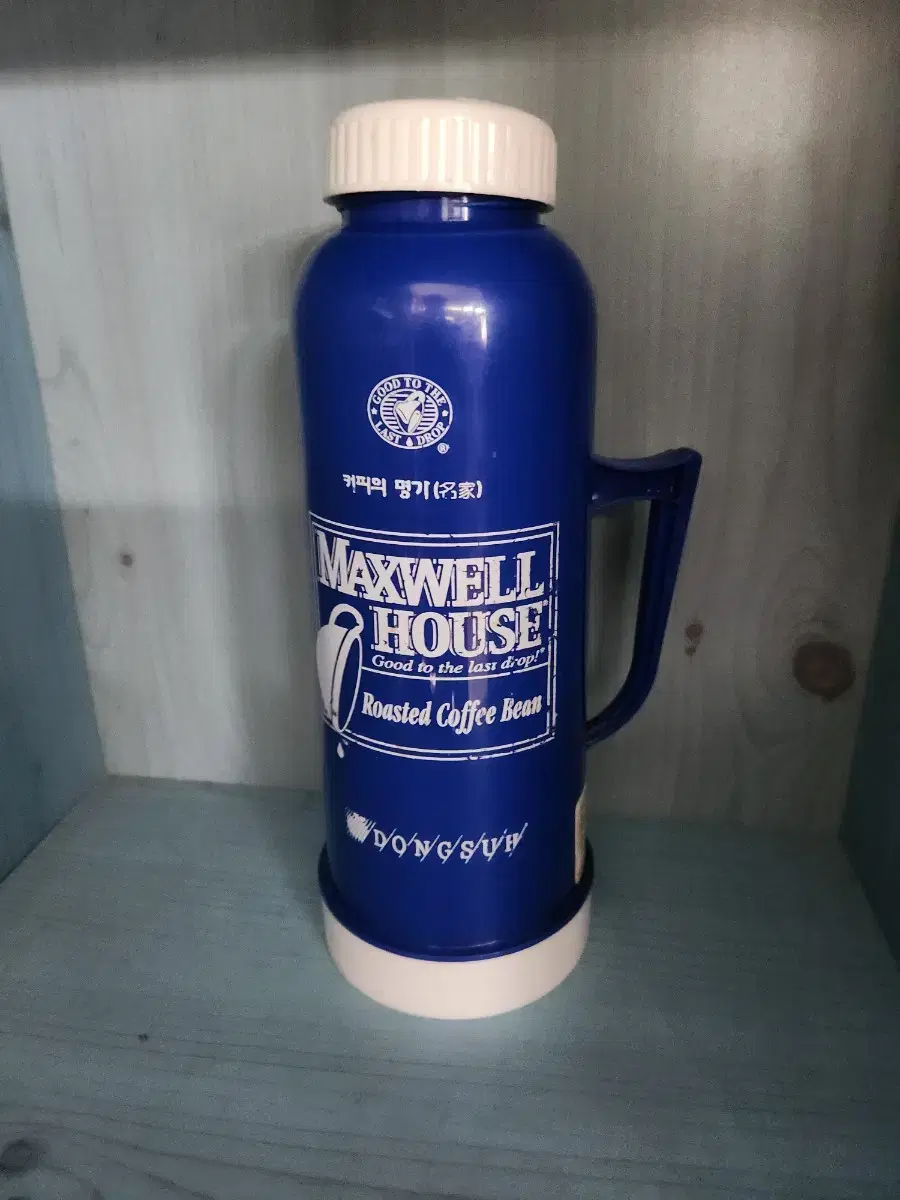 GOOD TO THE
LAST DROP
®
커피의 명가(名家)
MAXWELL
HOUSE®
Good to the last drop!®
Roasted Coffee Bean
DONGSUH